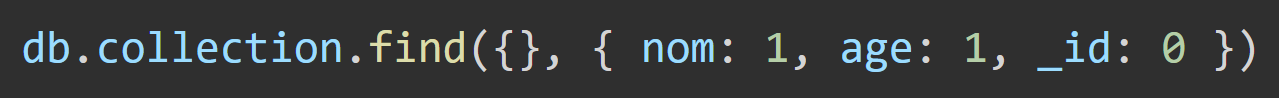 db.collection.find({}, { nom: 1, age: 1, _id: 0 })